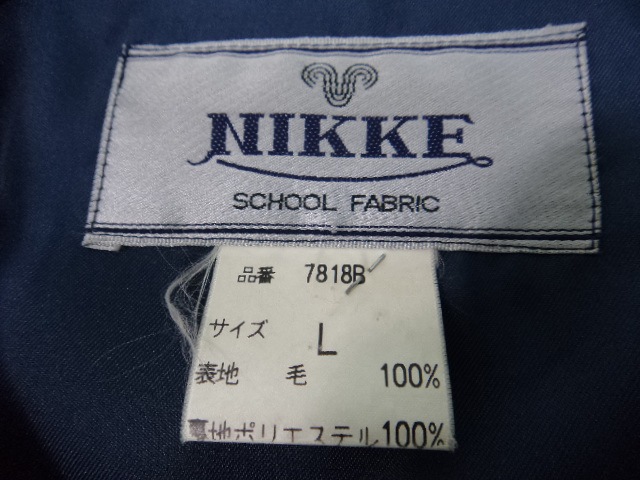 NIKKE
SCHOOL FABRIC
品番 7818B
サイズ L
表地 毛 100%
裏地ポリエステル100%